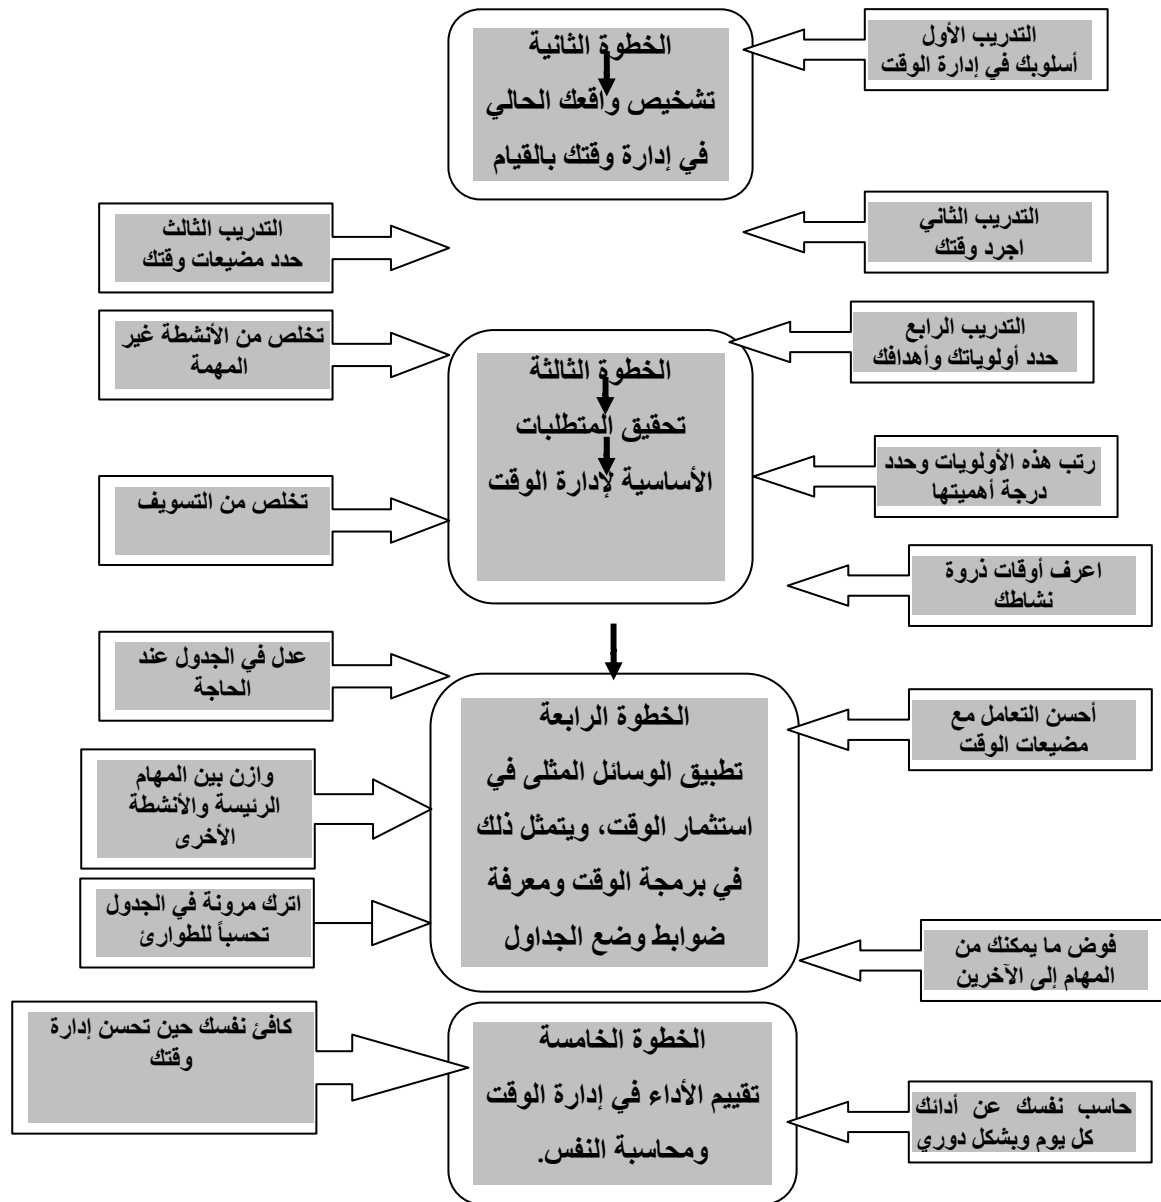 التدريب الأول
أسلوبك في إدارة الوقت
الخطوة الثانية
تشخيص واقعك الحالي
في إدارة وقتك بالقيام
التدريب الثاني
اجرد وقتك
التدريب الثالث
حدد مضيعات وقتك
التدريب الرابع
حدد أولوياتك وأهدافك
تخلص من الأنشطة غير
المهمة
الخطوة الثالثة
تحقيق المتطلبات
الأساسية لإدارة الوقت
رتب هذه الأولويات وحدد
درجة أهميتها
تخلص من التسويف
اعرف أوقات ذروة
نشاطك
عدل في الجدول عند
الحاجة
أحسن التعامل مع
مضيعات الوقت
الخطوة الرابعة
تطبيق الوسائل المثلى في
استثمار الوقت، ويتمثل ذلك
في برمجة الوقت ومعرفة
ضوابط وضع الجداول
وازن بين المهام
الرئيسة والأنشطة
الأخرى
اترك مرونة في الجدول
تحسباً للطوارئ
فوض ما يمكنك من
المهام إلى الآخرين
كافئ نفسك حين تحسن إدارة
وقتك
الخطوة الخامسة
تقييم الأداء في إدارة الوقت
ومحاسبة النفس.
حاسب نفسك عن أدائك
كل يوم وبشكل دوري